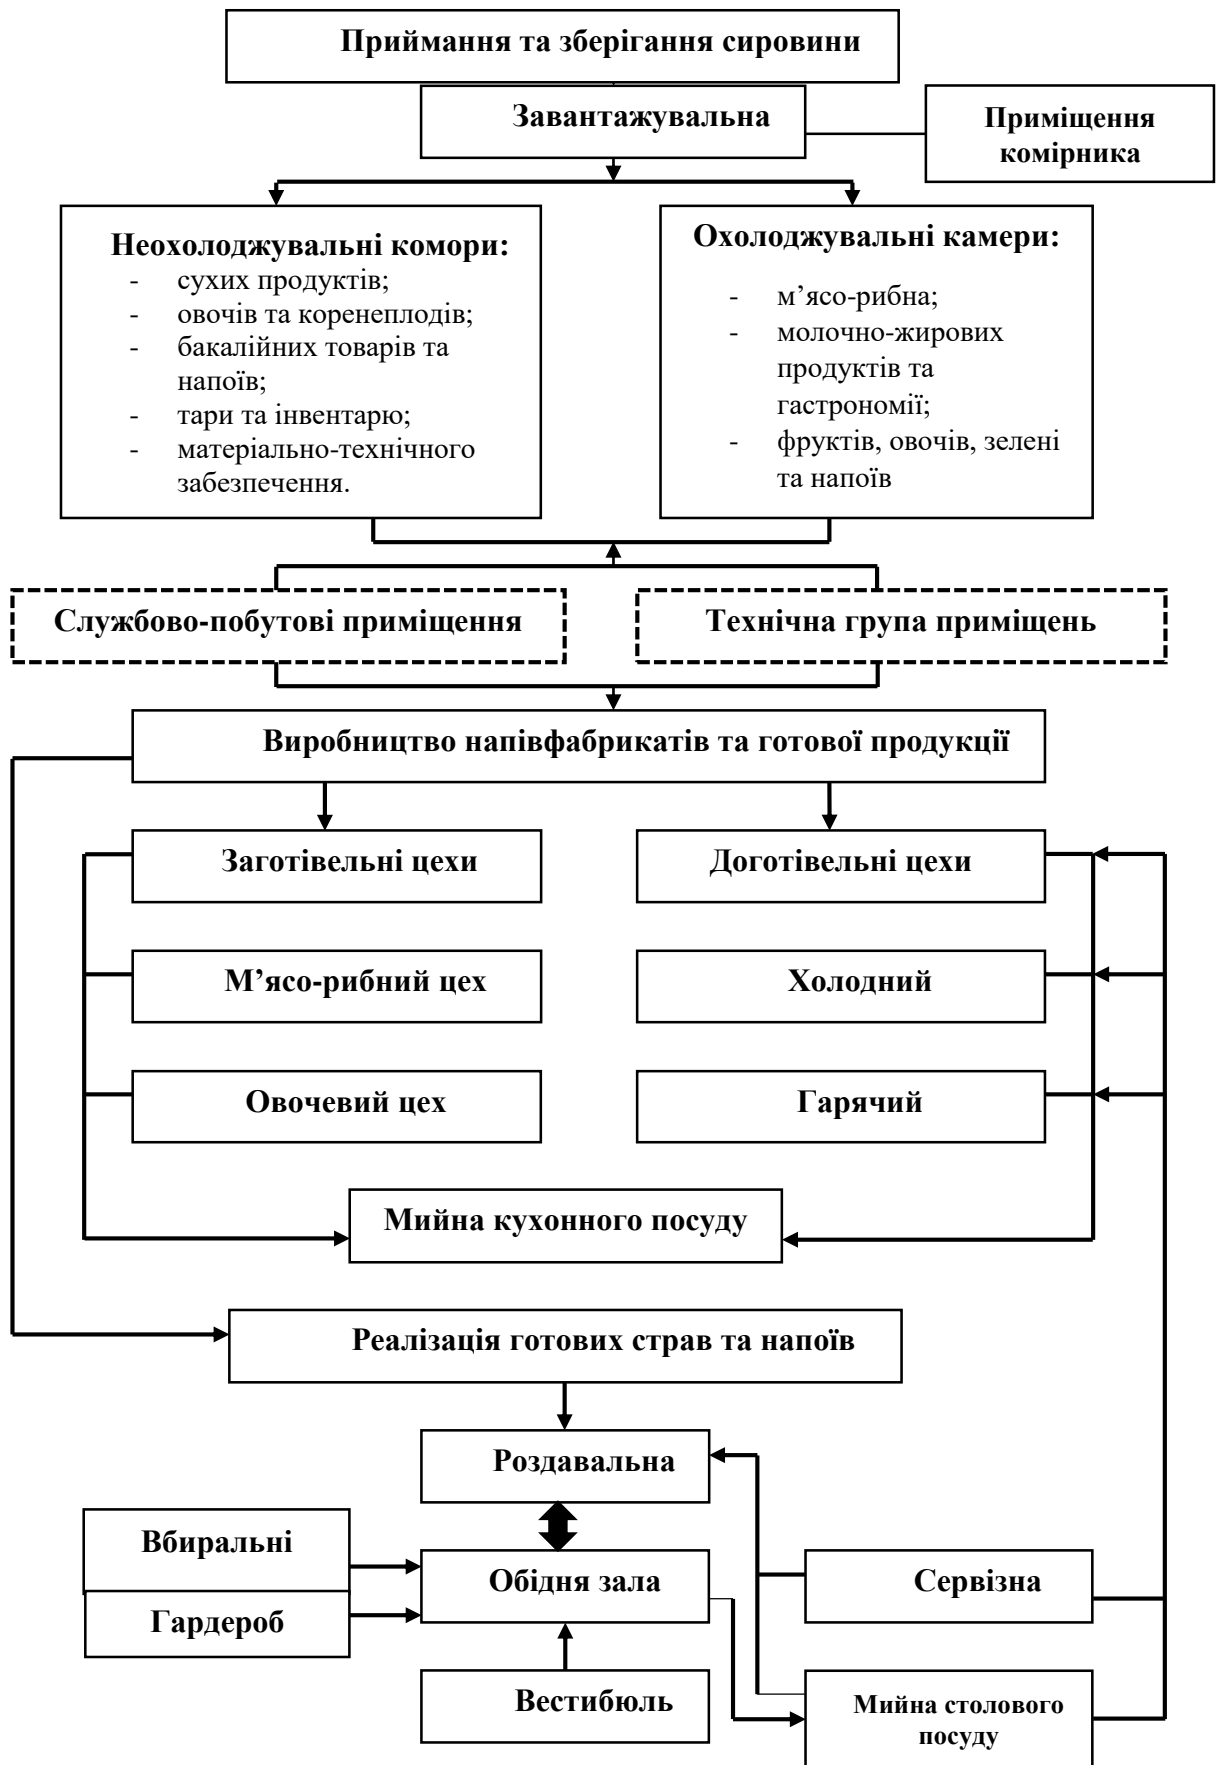 Приймання та зберігання сировини
Завантажувальна
Приміщення
комірника
Неохолоджувальні комори:
- сухих продуктів;
- овочів та коренеплодів;
- бакалійних товарів та
напоїв;
- тари та інвентарю;
- матеріально-технічного
забезпечення.
Охолоджувальні камери:
- м’ясо-рибна;
- молочно-жирових
продуктів та
гастрономії;
- фруктів, овочів, зелені
та напоїв
Службово-побутові приміщення
Технічна група приміщень
Виробництво напівфабрикатів та готової продукції
Заготівельні цехи
Доготівельні цехи
М’ясо-рибний цех
Холодний
Овочевий цех
Гарячий
Мийна кухонного посуду
Реалізація готових страв та напоїв
Роздавальна
Вбиральні
Обідня зала
Сервізна
Гардероб
Вестибюль
Мийна столового
посуду